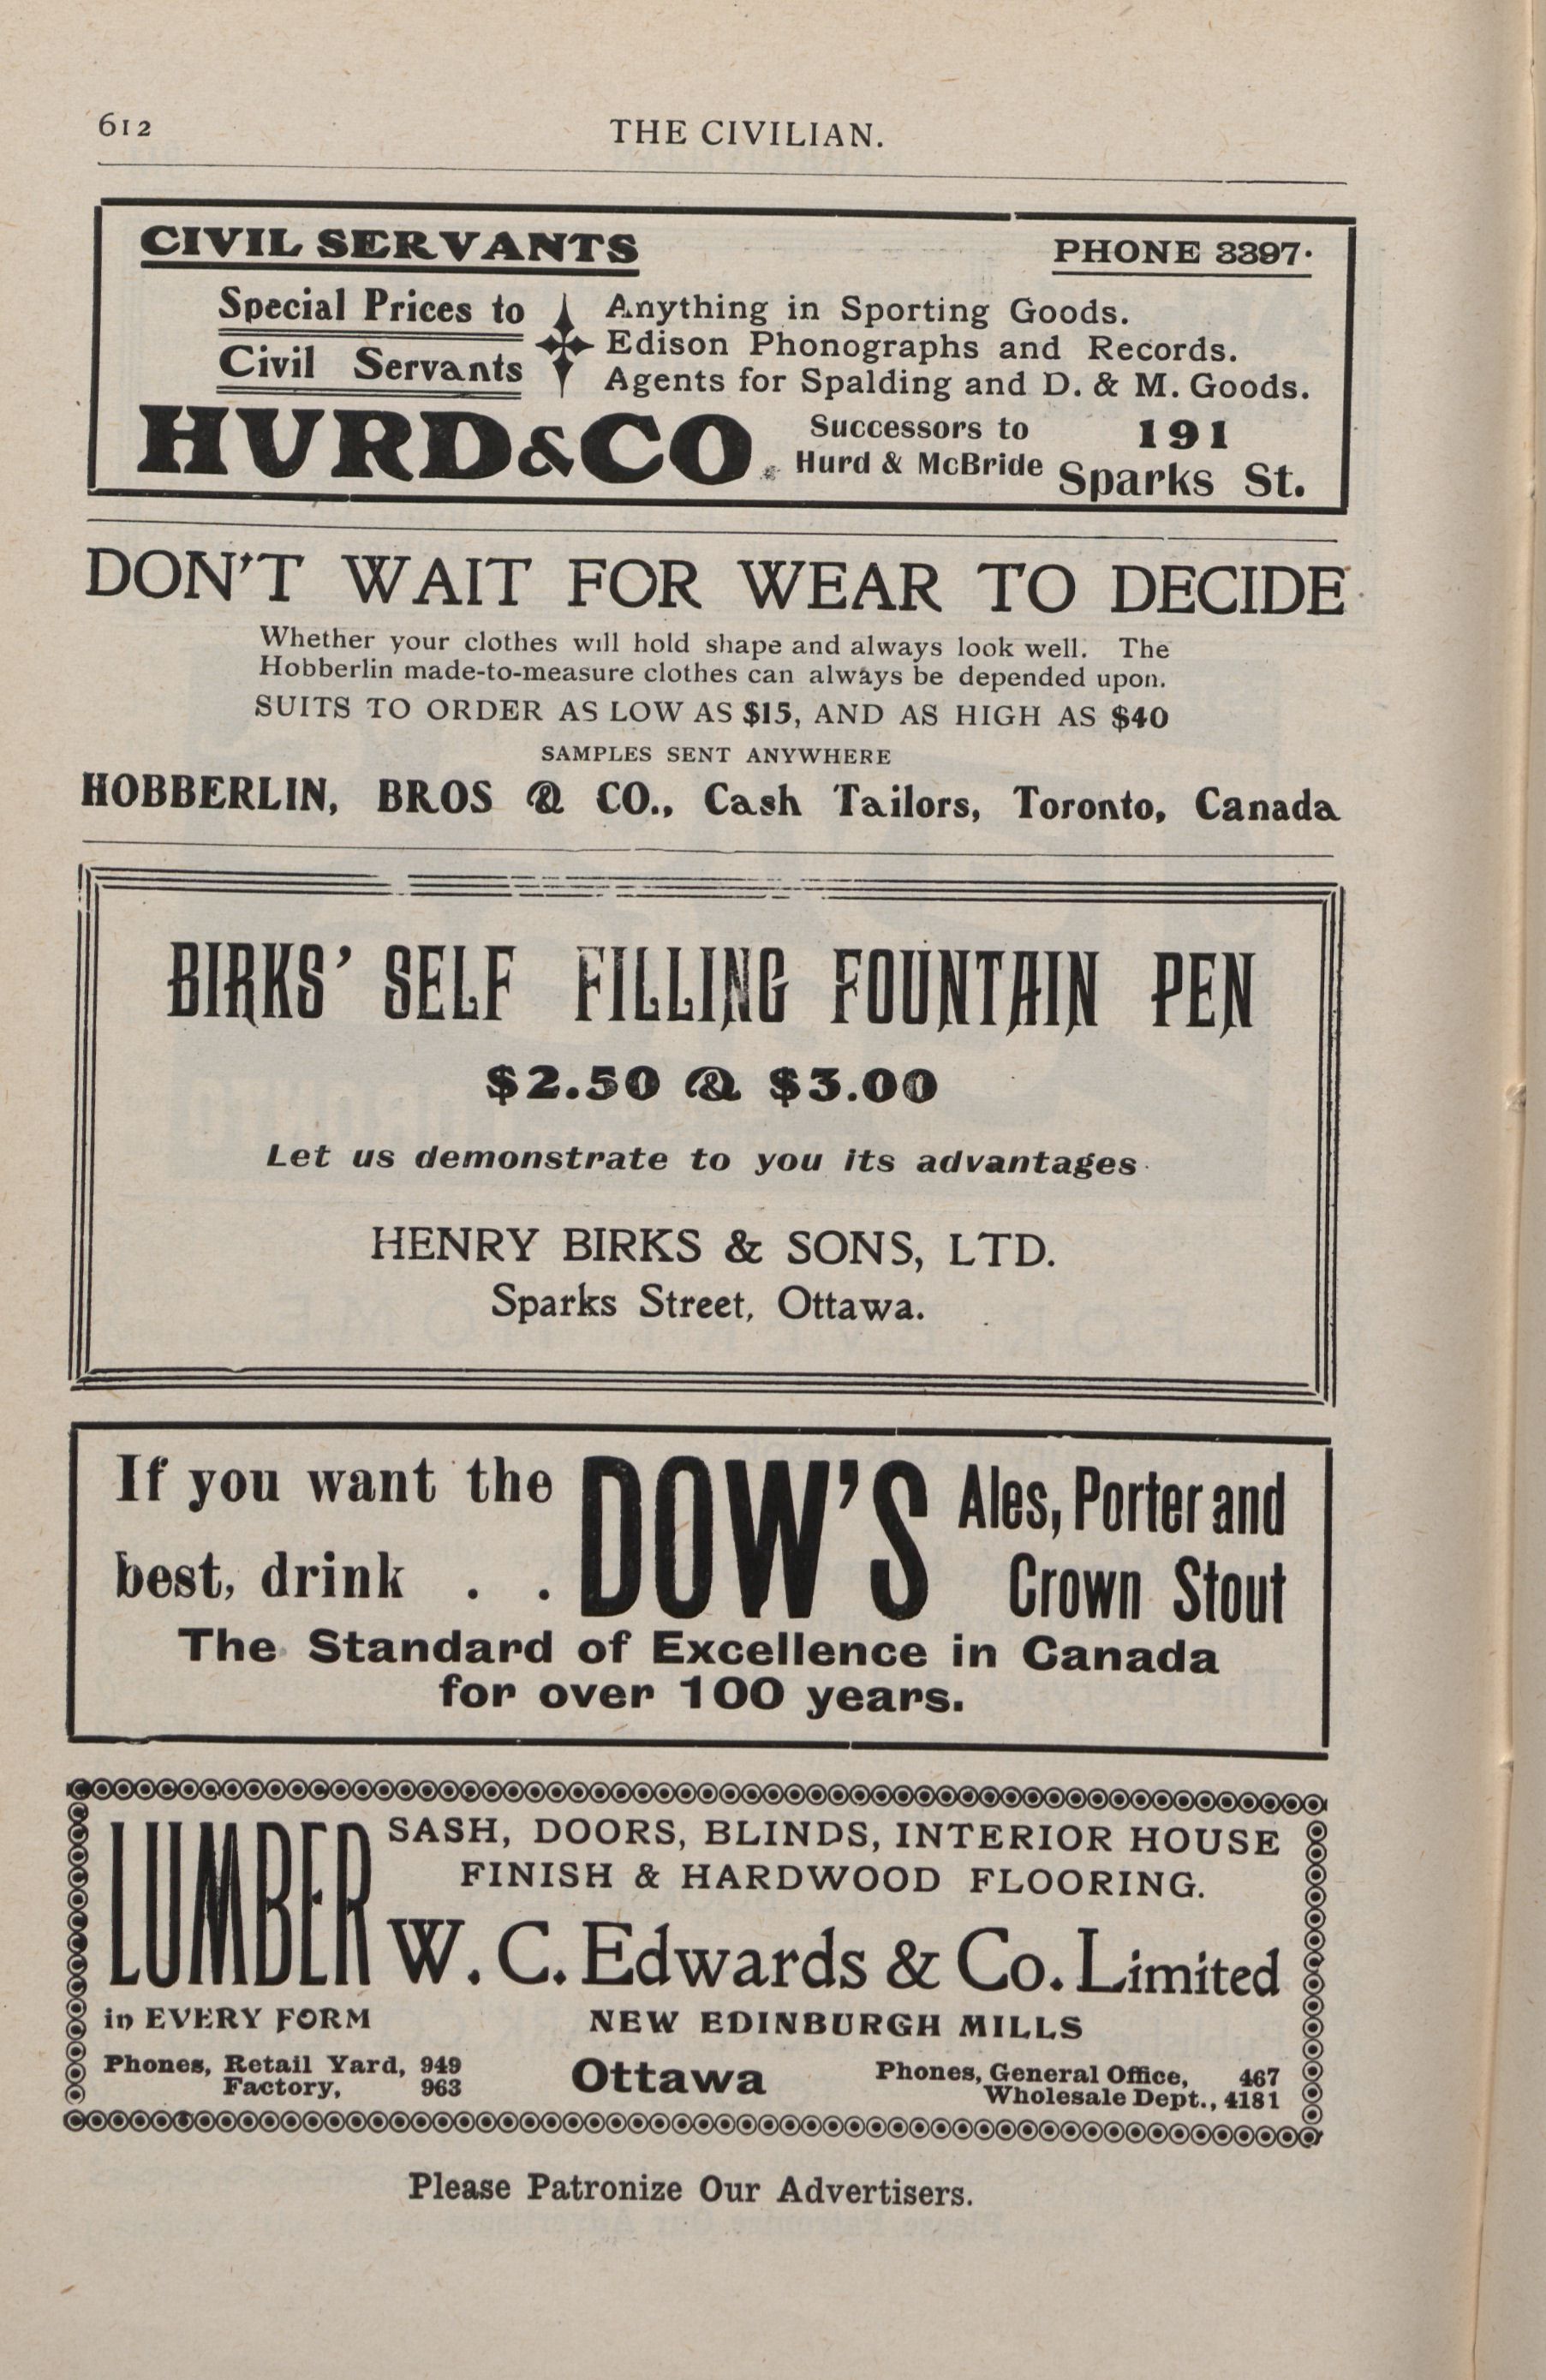 612
THE CIVILIAN.
CIVIL SERVANTS
PHONE 3397.
Special Prices to
Civil Servants
Anything in Sporting Goods.
Edison Phonographs and Records.
Agents for Spalding and D. & M. Goods.
HURD & CO.
Successors to
Hurd & McBride
191
Sparks St.
DON'T WAIT FOR WEAR TO DECIDE
Whether your clothes will hold shape and always look well. The
Hobberlin made-to-measure clothes can always be depended upon.
SUITS TO ORDER AS LOW AS $15, AND AS HIGH AS $40
SAMPLES SENT ANYWHERE
HOBBERLIN, BROS & CO., Cash Tailors, Toronto, Canada
BIRKS' SELF FILLING FOUNTAIN PEN
$2.50 & $3.00
Let us demonstrate to you its advantages
HENRY BIRKS & SONS, LTD.
Sparks Street, Ottawa.
If you want the
best, drink . .
DOW'S
Ales, Porter and
Crown Stout
The Standard of Excellence in Canada
for over 100 years.
LUMBER
in EVERY FORM
SASH, DOORS, BLINDS, INTERIOR HOUSE
FINISH & HARDWOOD FLOORING.
W. C. Edwards & Co. Limited
NEW EDINBURGH MILLS
Phones, Retail Yard, 949
Factory, 963
Ottawa
Phones, General Office, 467
Wholesale Dept., 4181
Please Patronize Our Advertisers.